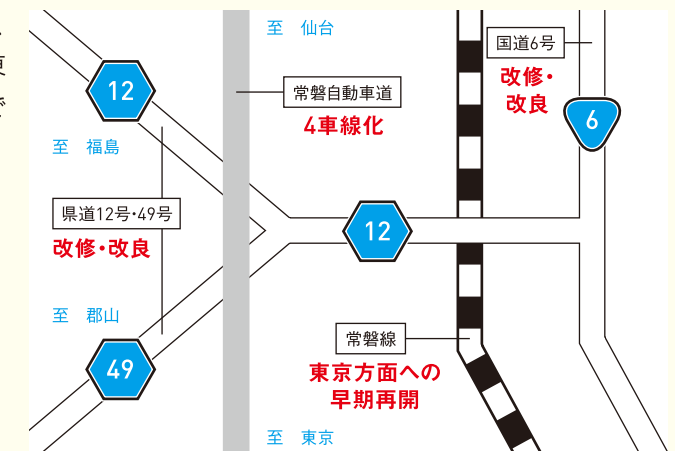 至 仙台
国道6号
改修・
改良
12
常磐自動車道
4車線化
6
至 福島
県道12号・49号
改修・改良
12
至 郡山
常磐線
49
東京方面への
早期再開
至 東京